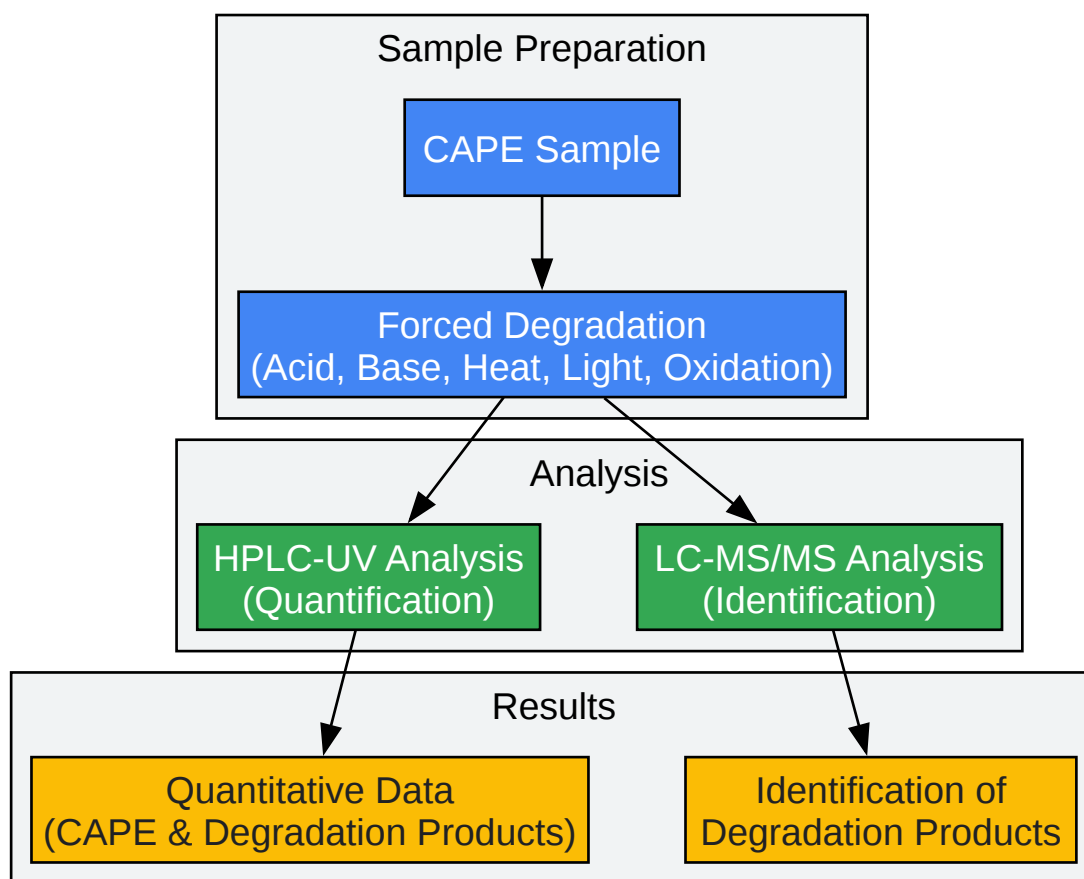 Sample Preparation
CAPE Sample
Forced Degradation
(Acid, Base, Heat, Light, Oxidation)
Analysis
HPLC-UV Analysis
(Quantification)
LC-MS/MS Analysis
(Identification)
Results
Quantitative Data
(CAPE & Degradation Products)
Identification of
Degradation Products